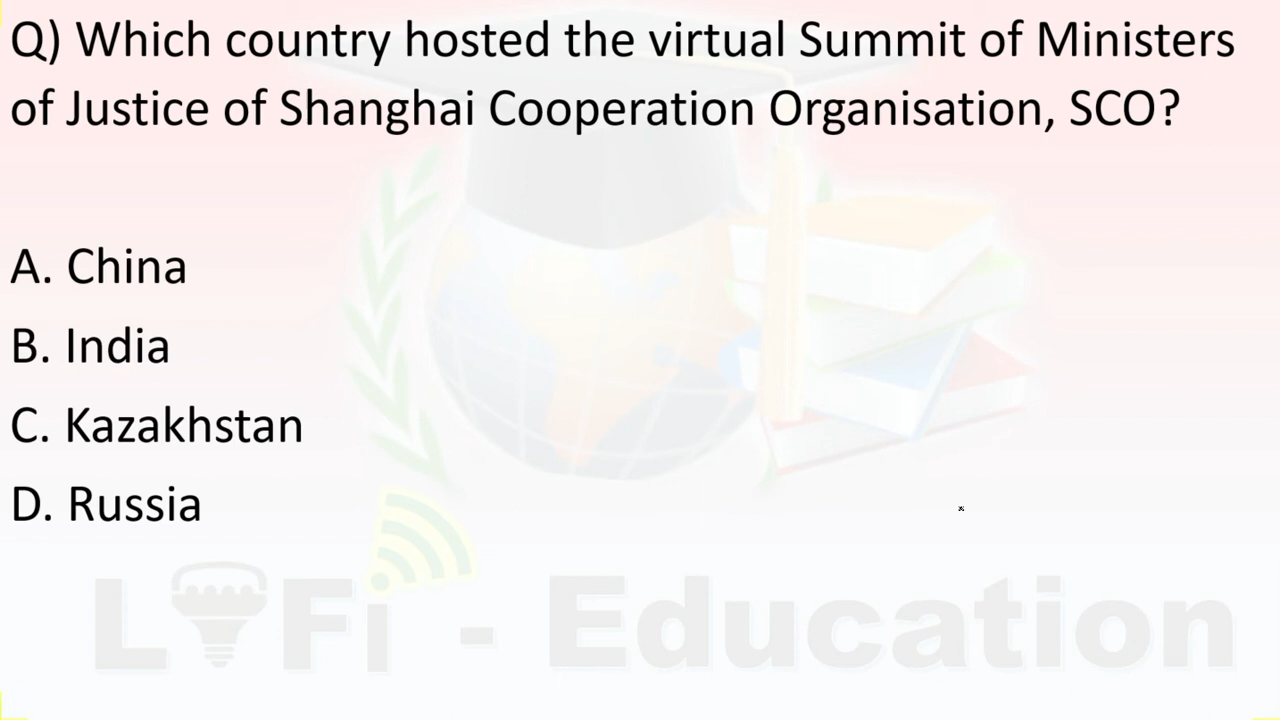 Q) Which country hosted the virtual Summit of Ministers
of Justice of Shanghai Cooperation Organisation, SCO?
A. China
B. India
C. Kazakhstan
D. Russia
LiFi - Education